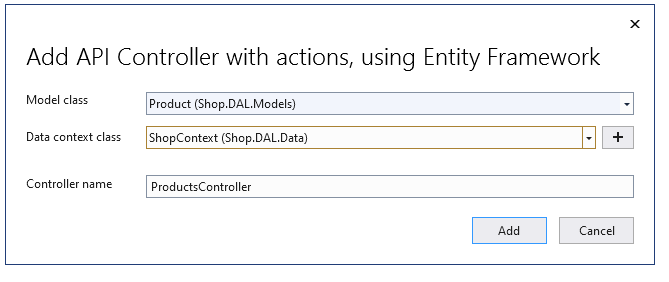 Add API Controller with actions, using Entity Framework
Model class
Product (Shop.DAL.Models)
Data context class
ShopContext (Shop.DAL.Data)
+
Controller name
ProductsController
Add
Cancel